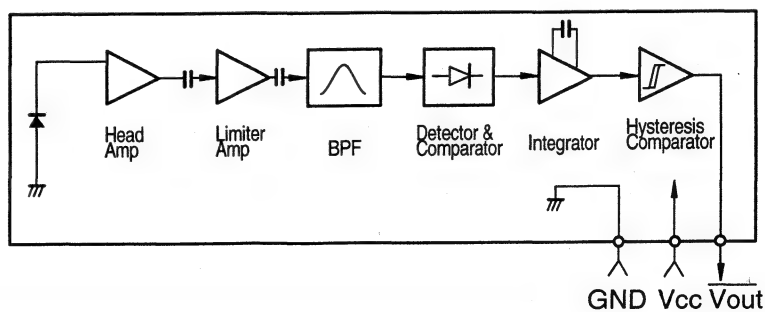 Head
Amp
Limiter
Amp
BPF
Detector &
Comparator
Integrator
Hysteresis
Comparator
GND Vcc Vout